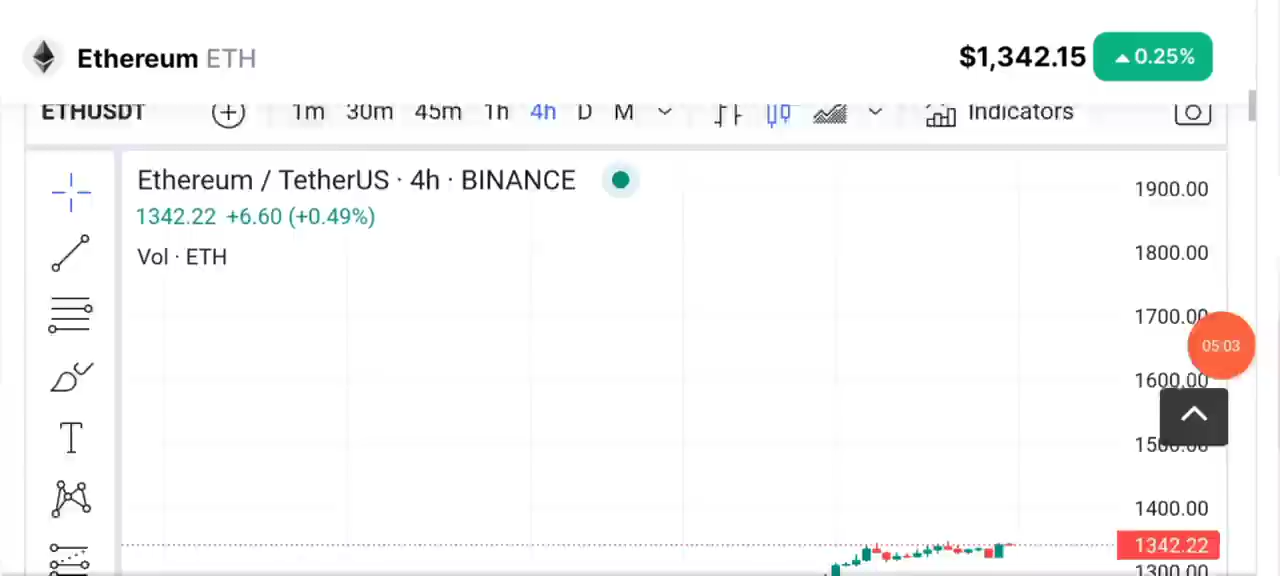 Ethereum ETH
$1,342.15 ▲0.25%
ETHUSDT 1m 30m 45m 1h 4h D M Indicators
Ethereum / TetherUS · 4h · BINANCE
1342.22 +6.60 (+0.49%)
Vol · ETH
1900.00
1800.00
1700.00
05:03
1600.00
1400.00
1342.22
1300.00